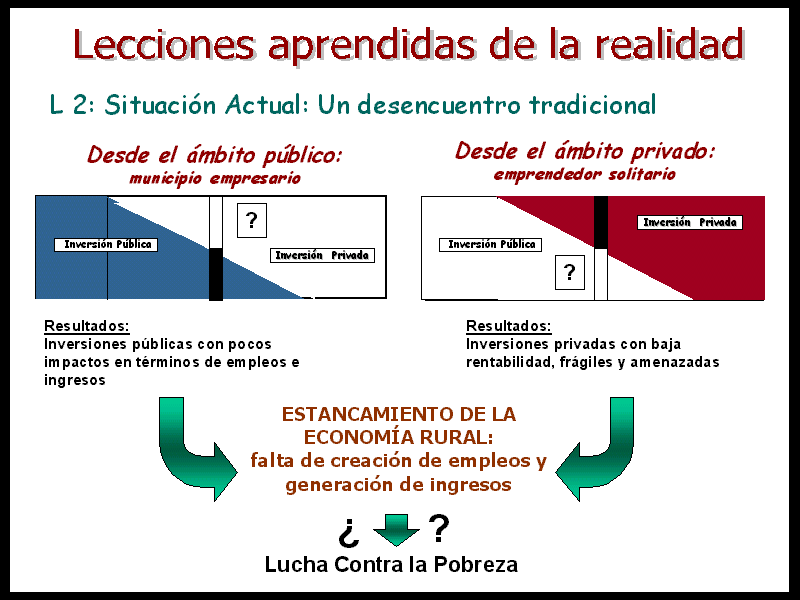 Lecciones aprendidas de la realidad
L 2: Situación Actual: Un desencuentro tradicional
Desde el ámbito público:
municipio empresario
Desde el ámbito privado:
emprendedor solitario
Inversión Pública
?
Inversión Privada
Inversión Pública
?
Inversión Privada
Resultados:
Inversiones públicas con pocos
impactos en términos de empleos e
ingresos
Resultados:
Inversiones privadas con baja
rentabilidad, frágiles y amenazadas
ESTANCAMIENTO DE LA
ECONOMÍA RURAL:
falta de creación de empleos y
generación de ingresos
¿ ?
Lucha Contra la Pobreza